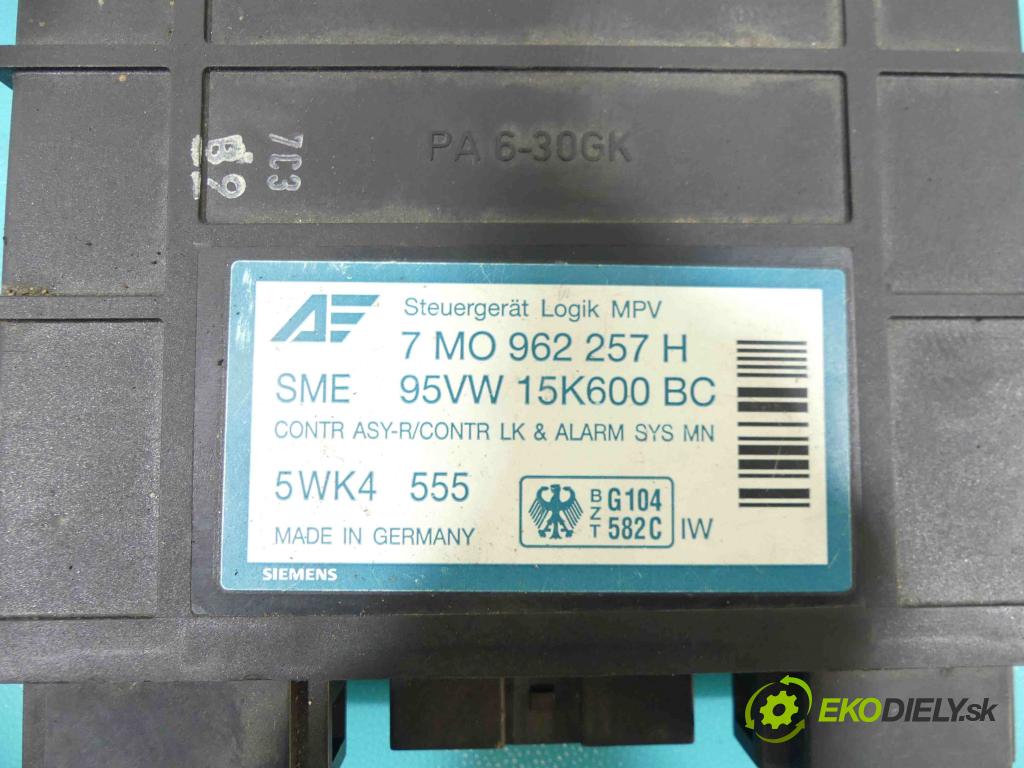 PA 6-30GK
7C3
B9
AE
Steuergerät Logik MPV
7 MO 962 257 H
SME 95VW 15K600 BC
CONTR ASY-R/CONTR LK & ALARM SYS MN
5WK4 555
BZT G104 582C IW
MADE IN GERMANY
SIEMENS
EKODIELY.sk